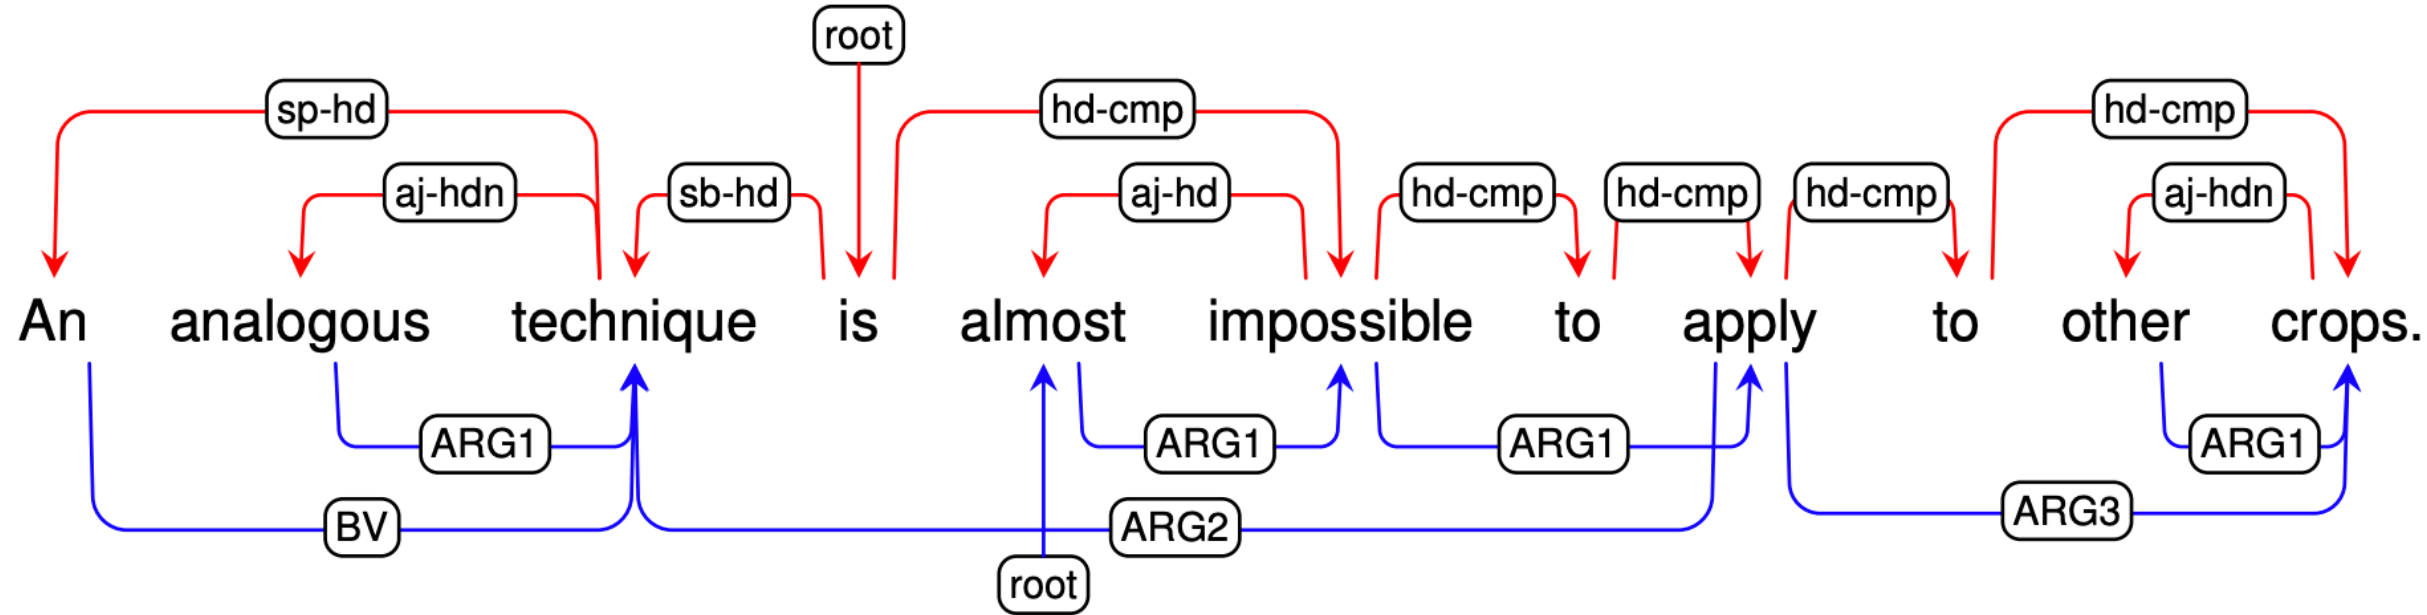 root
sp-hd hd-cmp hd-cmp
aj-hdn sb-hd aj-hd hd-cmp hd-cmp hd-cmp aj-hdn
An analogous technique is almost impossible to apply to other crops.
ARG1 ARG1 ARG1 ARG1
BV ARG2 ARG3
root